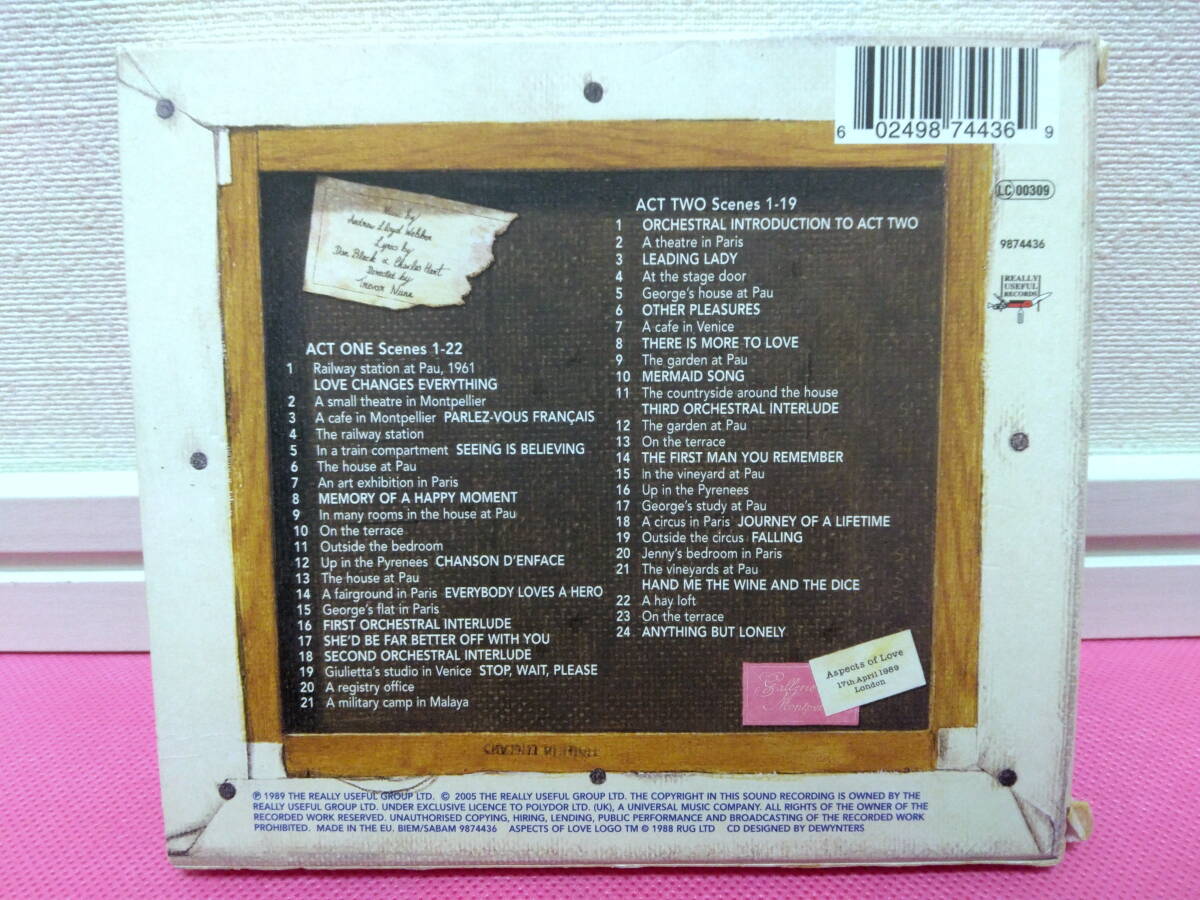 6 02498 74436 9
LC 00309
9874436
REALLY
USEFUL
RECORDS
Music by
Andrew Lloyd Webber
Lyrics by
Don Black & Charles Hart
Directed by
Trevor Nunn
ACT ONE Scenes 1-22
1 Railway station at Pau, 1961
LOVE CHANGES EVERYTHING
2 A small theatre in Montpellier
3 A cafe in Montpellier PARLEZ-VOUS FRANÇAIS
4 The railway station
5 In a train compartment SEEING IS BELIEVING
6 The house at Pau
7 An art exhibition in Paris
8 MEMORY OF A HAPPY MOMENT
9 In many rooms in the house at Pau
10 On the terrace
11 Outside the bedroom
12 Up in the Pyrenees CHANSON D'ENFACE
13 The house at Pau
14 A fairground in Paris EVERYBODY LOVES A HERO
15 George's flat in Paris
16 FIRST ORCHESTRAL INTERLUDE
17 SHE'D BE FAR BETTER OFF WITH YOU
18 SECOND ORCHESTRAL INTERLUDE
19 Giulietta's studio in Venice STOP, WAIT, PLEASE
20 A registry office
21 A military camp in Malaya
ACT TWO Scenes 1-19
1 ORCHESTRAL INTRODUCTION TO ACT TWO
2 A theatre in Paris
3 LEADING LADY
4 At the stage door
5 George's house at Pau
6 OTHER PLEASURES
7 A cafe in Venice
8 THERE IS MORE TO LOVE
9 The garden at Pau
10 MERMAID SONG
11 The countryside around the house
THIRD ORCHESTRAL INTERLUDE
12 The garden at Pau
13 On the terrace
14 THE FIRST MAN YOU REMEMBER
15 In the vineyard at Pau
16 Up in the Pyrenees
17 George's study at Pau
18 A circus in Paris JOURNEY OF A LIFETIME
19 Outside the circus FALLING
20 Jenny's bedroom in Paris
21 The vineyards at Pau
HAND ME THE WINE AND THE DICE
22 A hay loft
23 On the terrace
24 ANYTHING BUT LONELY
Aspects of Love
17th April 1989
London
℗ 1989 THE REALLY USEFUL GROUP LTD. © 2005 THE REALLY USEFUL GROUP LTD. THE COPYRIGHT IN THIS SOUND RECORDING IS OWNED BY THE
REALLY USEFUL GROUP LTD. UNDER EXCLUSIVE LICENCE TO POLYDOR LTD. (UK), A UNIVERSAL MUSIC COMPANY. ALL RIGHTS OF THE OWNER OF THE
RECORDED WORK RESERVED. UNAUTHORISED COPYING, HIRING, LENDING, PUBLIC PERFORMANCE AND BROADCASTING OF THE RECORDED WORK
PROHIBITED. MADE IN THE EU. BIEM/SABAM 9874436 ASPECTS OF LOVE LOGO TM © 1988 RUG LTD CD DESIGNED BY DEWYNTERS